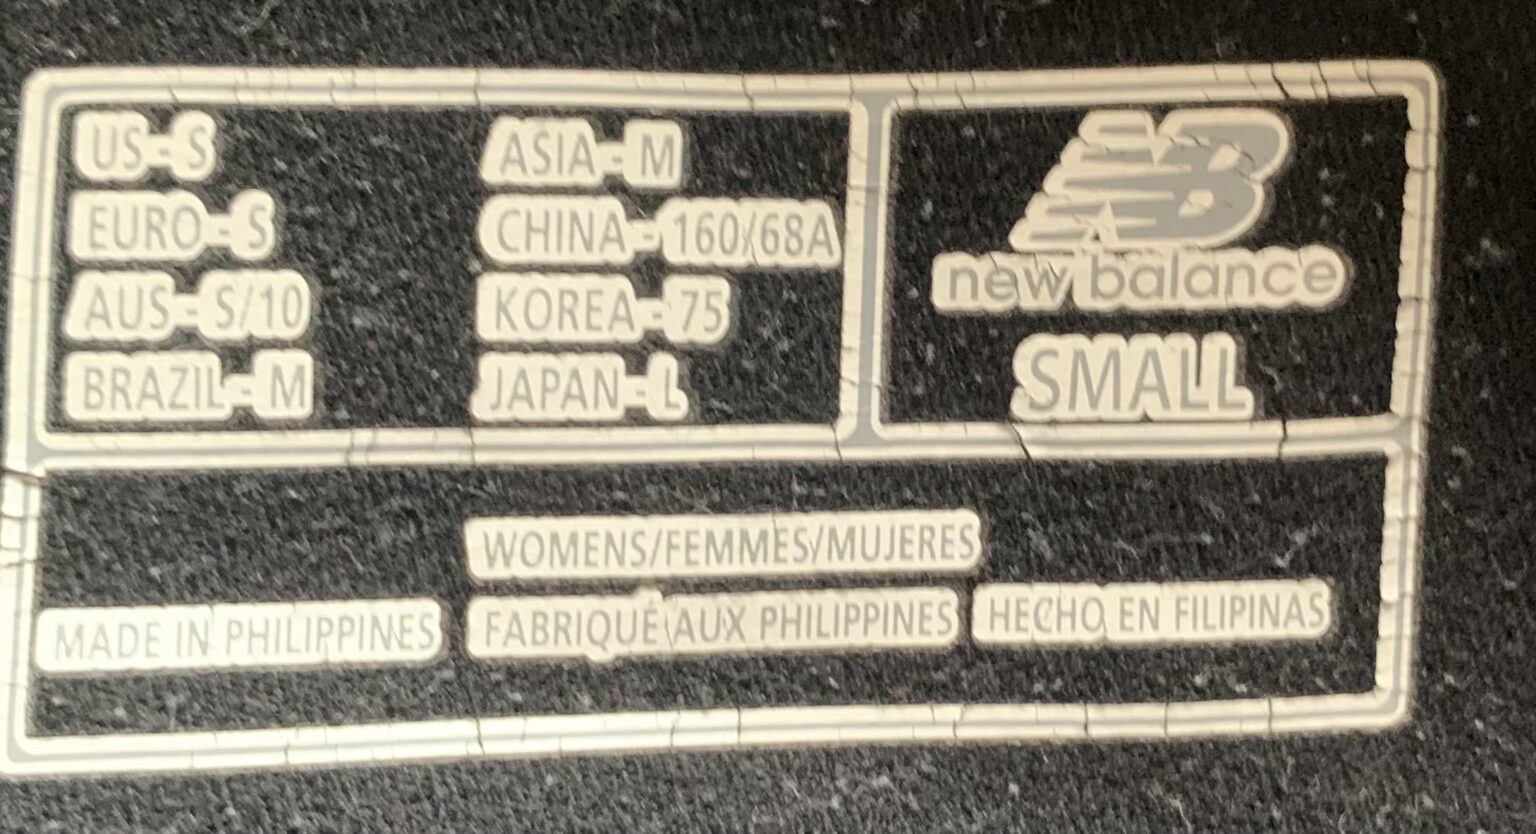 US - S
EURO - S
AUS - S/10
BRAZIL - M
ASIA - M
CHINA - 160/68A
KOREA - 75
JAPAN - L
NB
new balance
SMALL
WOMENS/FEMMES/MUJERES
MADE IN PHILIPPINES FABRIQUÉ AUX PHILIPPINES HECHO EN FILIPINAS